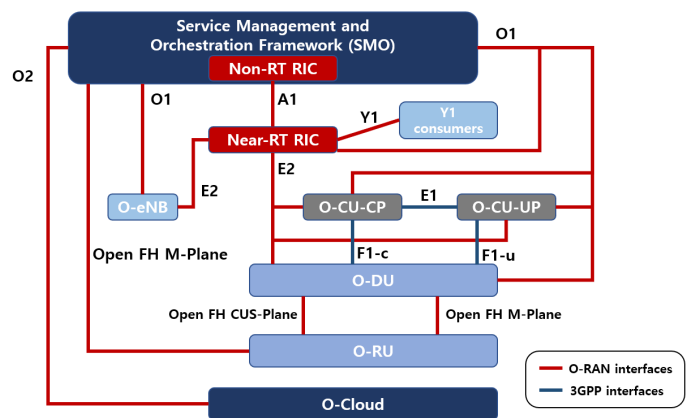 Service Management and
Orchestration Framework (SMO)
O1
Non-RT RIC
O2
O1
A1
Y1
Y1
consumers
Near-RT RIC
E2
E2
O-eNB
O-CU-CP
E1
O-CU-UP
Open FH M-Plane
F1-c
F1-u
O-DU
Open FH CUS-Plane
Open FH M-Plane
O-RU
O-RAN interfaces
3GPP interfaces
O-Cloud